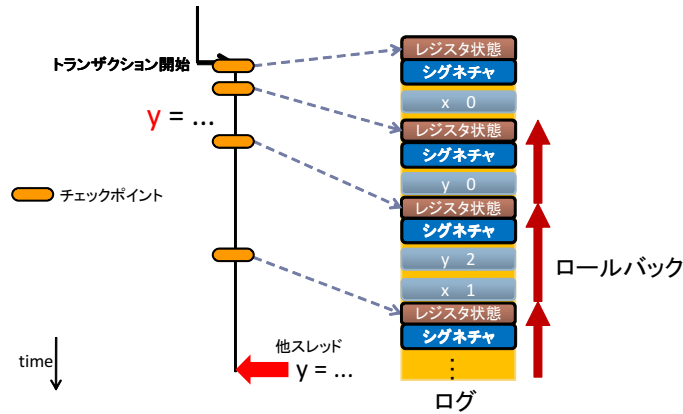 トランザクション開始
y = ...
チェックポイント
time
他スレッド
y = ...
レジスタ状態
シグネチャ
x 0
レジスタ状態
シグネチャ
y 0
レジスタ状態
シグネチャ
y 2
x 1
レジスタ状態
シグネチャ
⋮
ログ
ロールバック